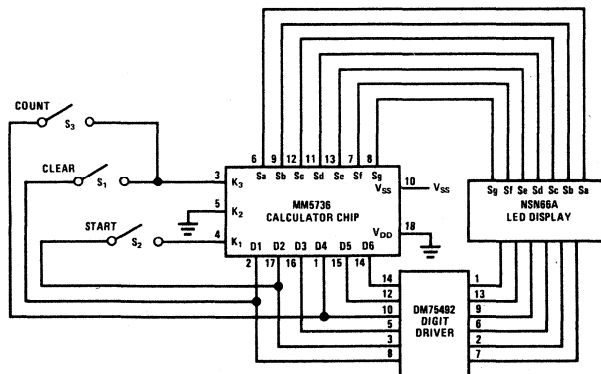 COUNT
S3
CLEAR
S1
START
S2
6 9 12 11 13 7 8
Sa Sb Sc Sd Se Sf Sg
3 K3
VSS 10 VSS
5 K2
MM5736
CALCULATOR CHIP
4 K1
VDD 18
D1 D2 D3 D4 D5 D6
2 17 16 1 15 14
Sg Sf Se Sd Sc Sb Sa
NSN66A
LED DISPLAY
14 1
12 13
DM75492
10 9
DIGIT
5 6
DRIVER
3 2
8 7